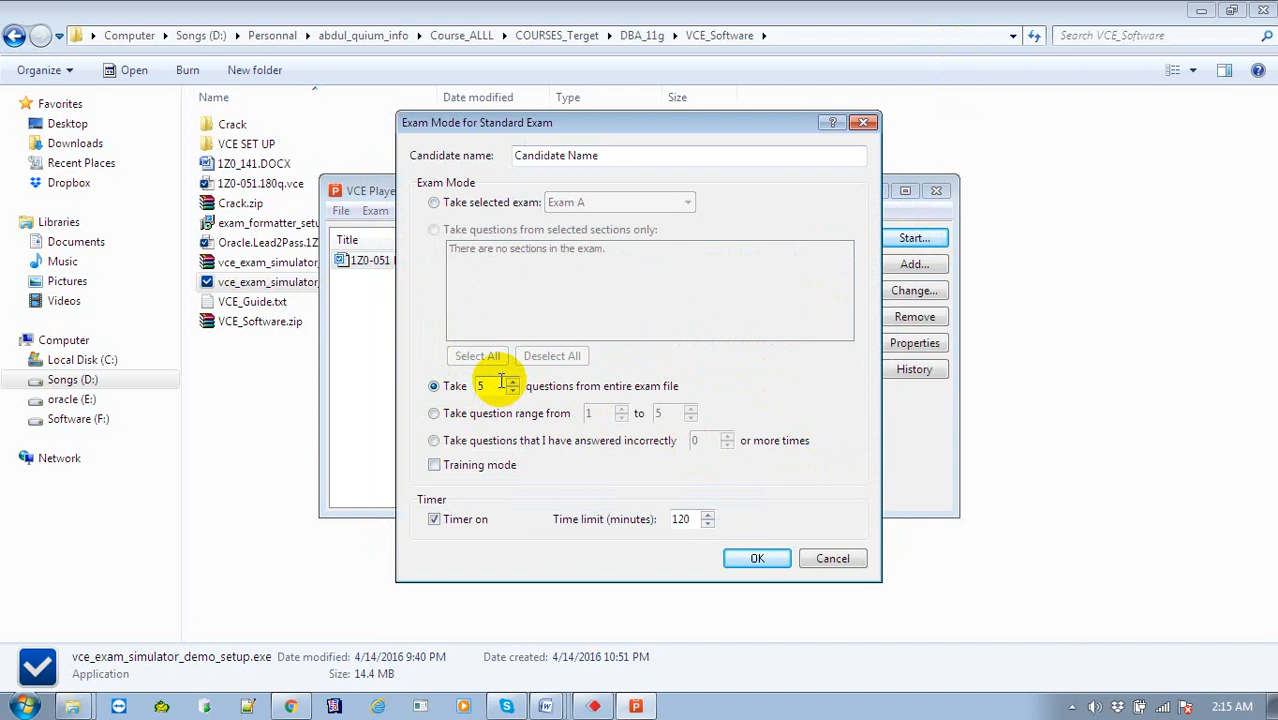 Computer ▸ Songs (D:) ▸ Personnal ▸ abdul_quium_info ▸ Course_ALLL ▸ COURSES_Terget ▸ DBA_11g ▸ VCE_Software ▸
Search VCE_Software
Organize Open Burn New folder
Name Date modified Type Size
Favorites
Desktop
Downloads
Recent Places
Dropbox
Libraries
Documents
Music
Pictures
Videos
Computer
Local Disk (C:)
Songs (D:)
oracle (E:)
Software (F:)
Network
Crack
VCE SET UP
1Z0_141.DOCX
1Z0-051.180q.vce
Crack.zip
exam_formatter_setu
Oracle.Lead2Pass.1Z
vce_exam_simulator_
vce_exam_simulator_
VCE_Guide.txt
VCE_Software.zip
VCE Playe
File Exam
Title
1Z0-051
Start...
Add...
Change...
Remove
Properties
History
Exam Mode for Standard Exam
Candidate name: Candidate Name
Exam Mode
Take selected exam: Exam A
Take questions from selected sections only:
There are no sections in the exam.
Select All Deselect All
Take 5 questions from entire exam file
Take question range from 1 to 5
Take questions that I have answered incorrectly 0 or more times
Training mode
Timer
Timer on Time limit (minutes): 120
OK Cancel
vce_exam_simulator_demo_setup.exe Date modified: 4/14/2016 9:40 PM Date created: 4/14/2016 10:51 PM
Application Size: 14.4 MB
2:15 AM